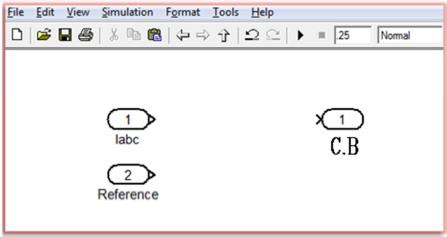 File Edit View Simulation Format Tools Help
.25 Normal
1 1
Iabc C.B
2
Reference